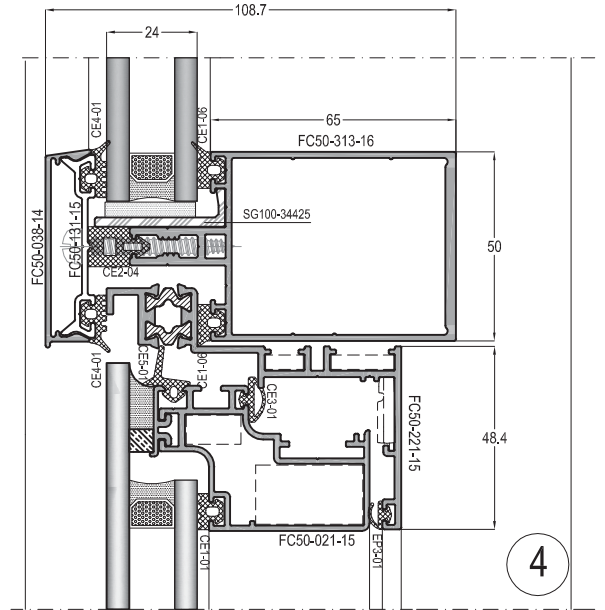 108.7
24
CE4-01
CE1-06
65
FC50-313-16
SG100-34425
FC50-038-14
FC50-131-15
50
CE2-04
CE4-01
CE5-01
CE1-06
CE3-01
FC50-221-15
48.4
CE1-01
FC50-021-15
EP3-01
4